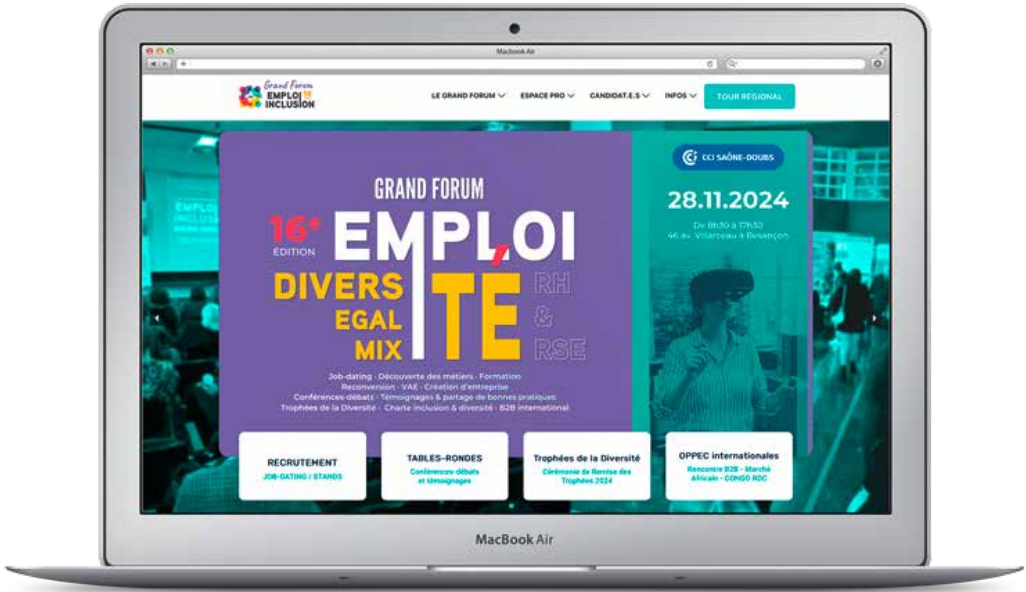 Macbook Air
Grand Forum
EMPLOI
INCLUSION
LE GRAND FORUM
ESPACE PRO
CANDIDAT.E.S
INFOS
TOUR REGIONAL
CCI SAÔNE-DOUBS
28.11.2024
De 8h30 à 17h30
46 av. Villarceau à Besançon
GRAND FORUM
16e
ÉDITION
EMPLOI
DIVERS
EGAL
MIX
ITÉ
RH
&
RSE
Job-dating - Découverte des métiers - Formation
Reconversion - VAE - Création d'entreprise
Conférences-débats - Témoignages & partage de bonnes pratiques
Trophées de la Diversité - Charte inclusion & diversité - B2B international
RECRUTEMENT
JOB-DATING / STANDS
TABLES-RONDES
Conférences-débats
et témoignages
Trophées de la Diversité
Cérémonie de Remise des
Trophées 2024
OPPEC internationales
Rencontre B2B - Marché
Africain - CONGO RDC
MacBook Air